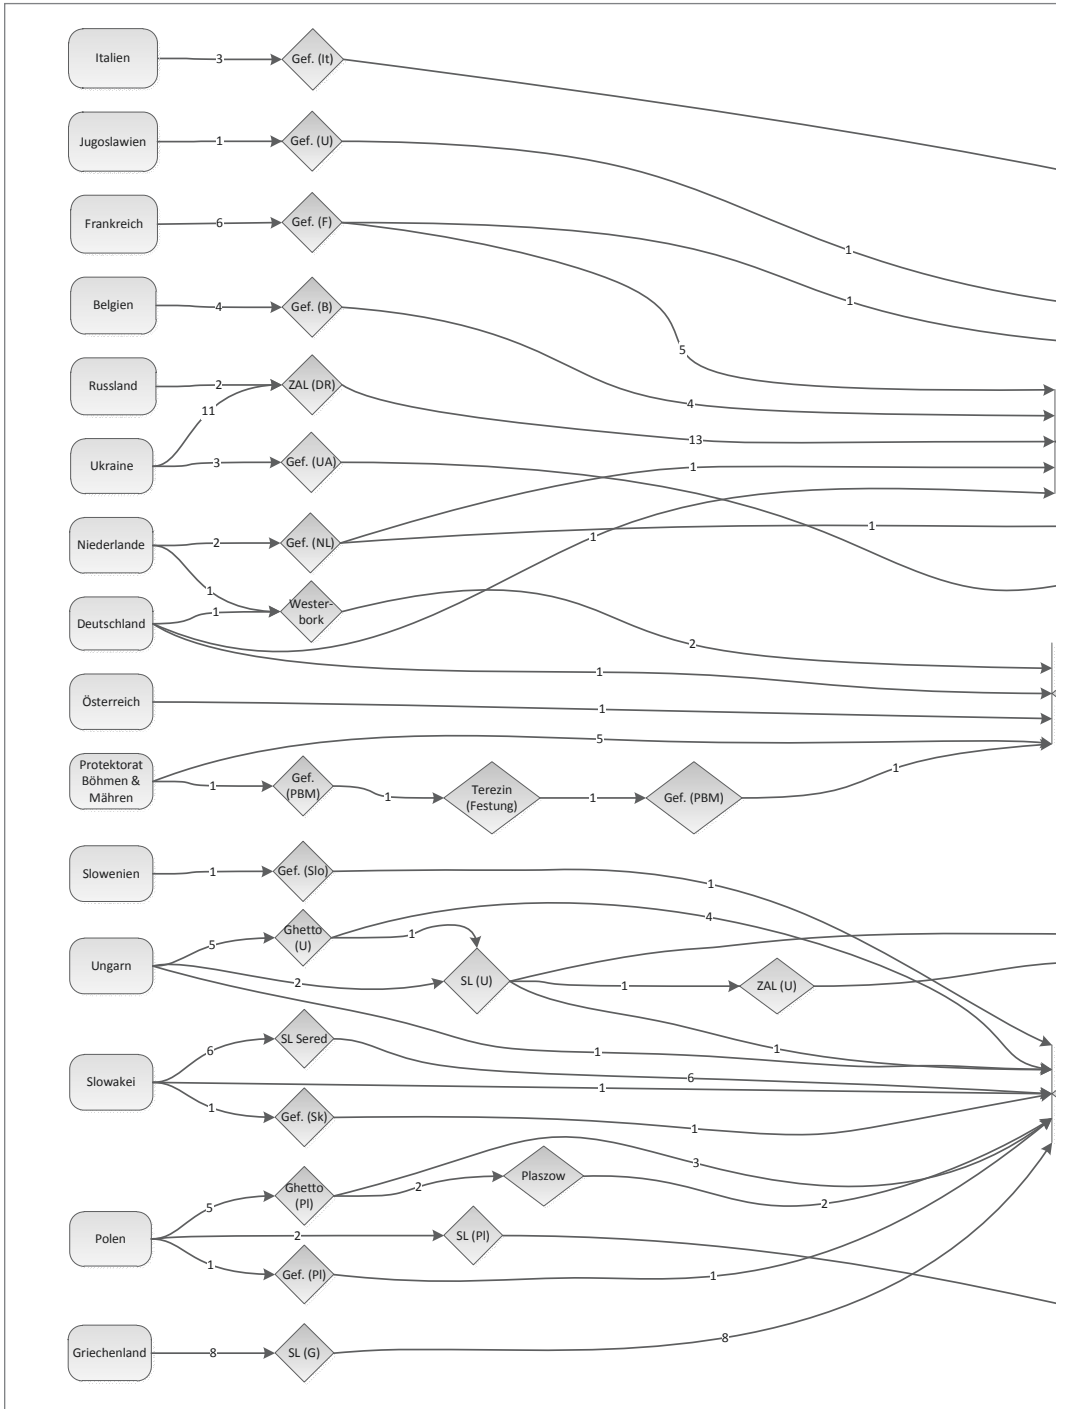 Italien
3
Gef. (It)
Jugoslawien
1
Gef. (U)
1
Frankreich
6
Gef. (F)
1
5
Belgien
4
Gef. (B)
4
Russland
2
ZAL (DR)
11
13
Ukraine
3
Gef. (UA)
1
Niederlande
2
Gef. (NL)
1
1
1
Deutschland
1
Wester-
bork
2
1
Österreich
1
5
Protektorat
Böhmen &
Mähren
1
Gef.
(PBM)
1
Terezin
(Festung)
1
Gef. (PBM)
1
Slowenien
1
Gef. (Slo)
1
4
Ungarn
5
Ghetto
(U)
1
2
SL (U)
1
ZAL (U)
1
1
Slowakei
6
SL Sered
6
1
1
Gef. (Sk)
1
Polen
5
Ghetto
(Pl)
3
2
Plaszow
2
2
SL (Pl)
1
Gef. (Pl)
1
Griechenland
8
SL (G)
8